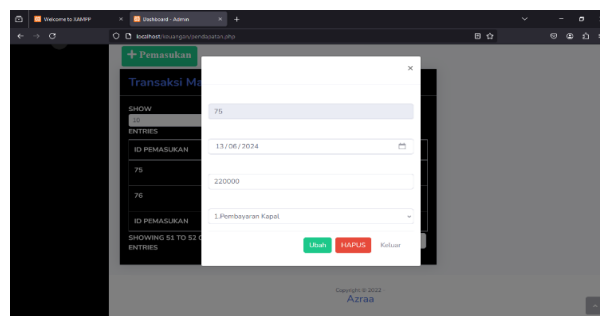 Welcome to XAMPP
Dashboard - Admin
localhost/keuangan/pendapatan.php
+ Pemasukan
Transaksi Ma
SHOW
10
ENTRIES
ID PEMASUKAN
75
76
ID PEMASUKAN
SHOWING 51 TO 52 O
ENTRIES
75
13/06/2024
220000
1.Pembayaran Kapal
Ubah
HAPUS
Keluar
Copyright © 2022
Azraa